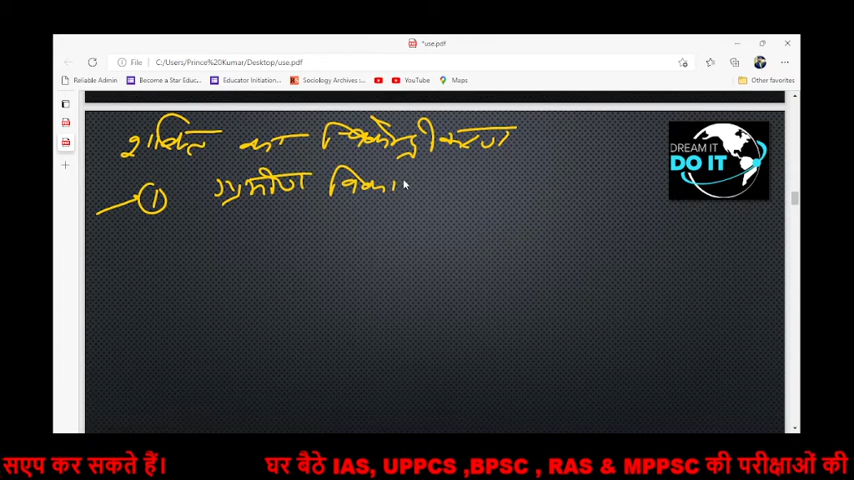 *use.pdf
File C:/Users/Prince%20Kumar/Desktop/use.pdf
Reliable Admin Become a Star Educ... Educator Initiation... Sociology Archives :... YouTube Maps Other favorites
शक्ति का विकेन्द्रीकरण
① ग्रामीण विका
DREAM IT
DO IT
सएप कर सकते हैं। घर बैठे IAS, UPPCS ,BPSC , RAS & MPPSC की परीक्षाओं की